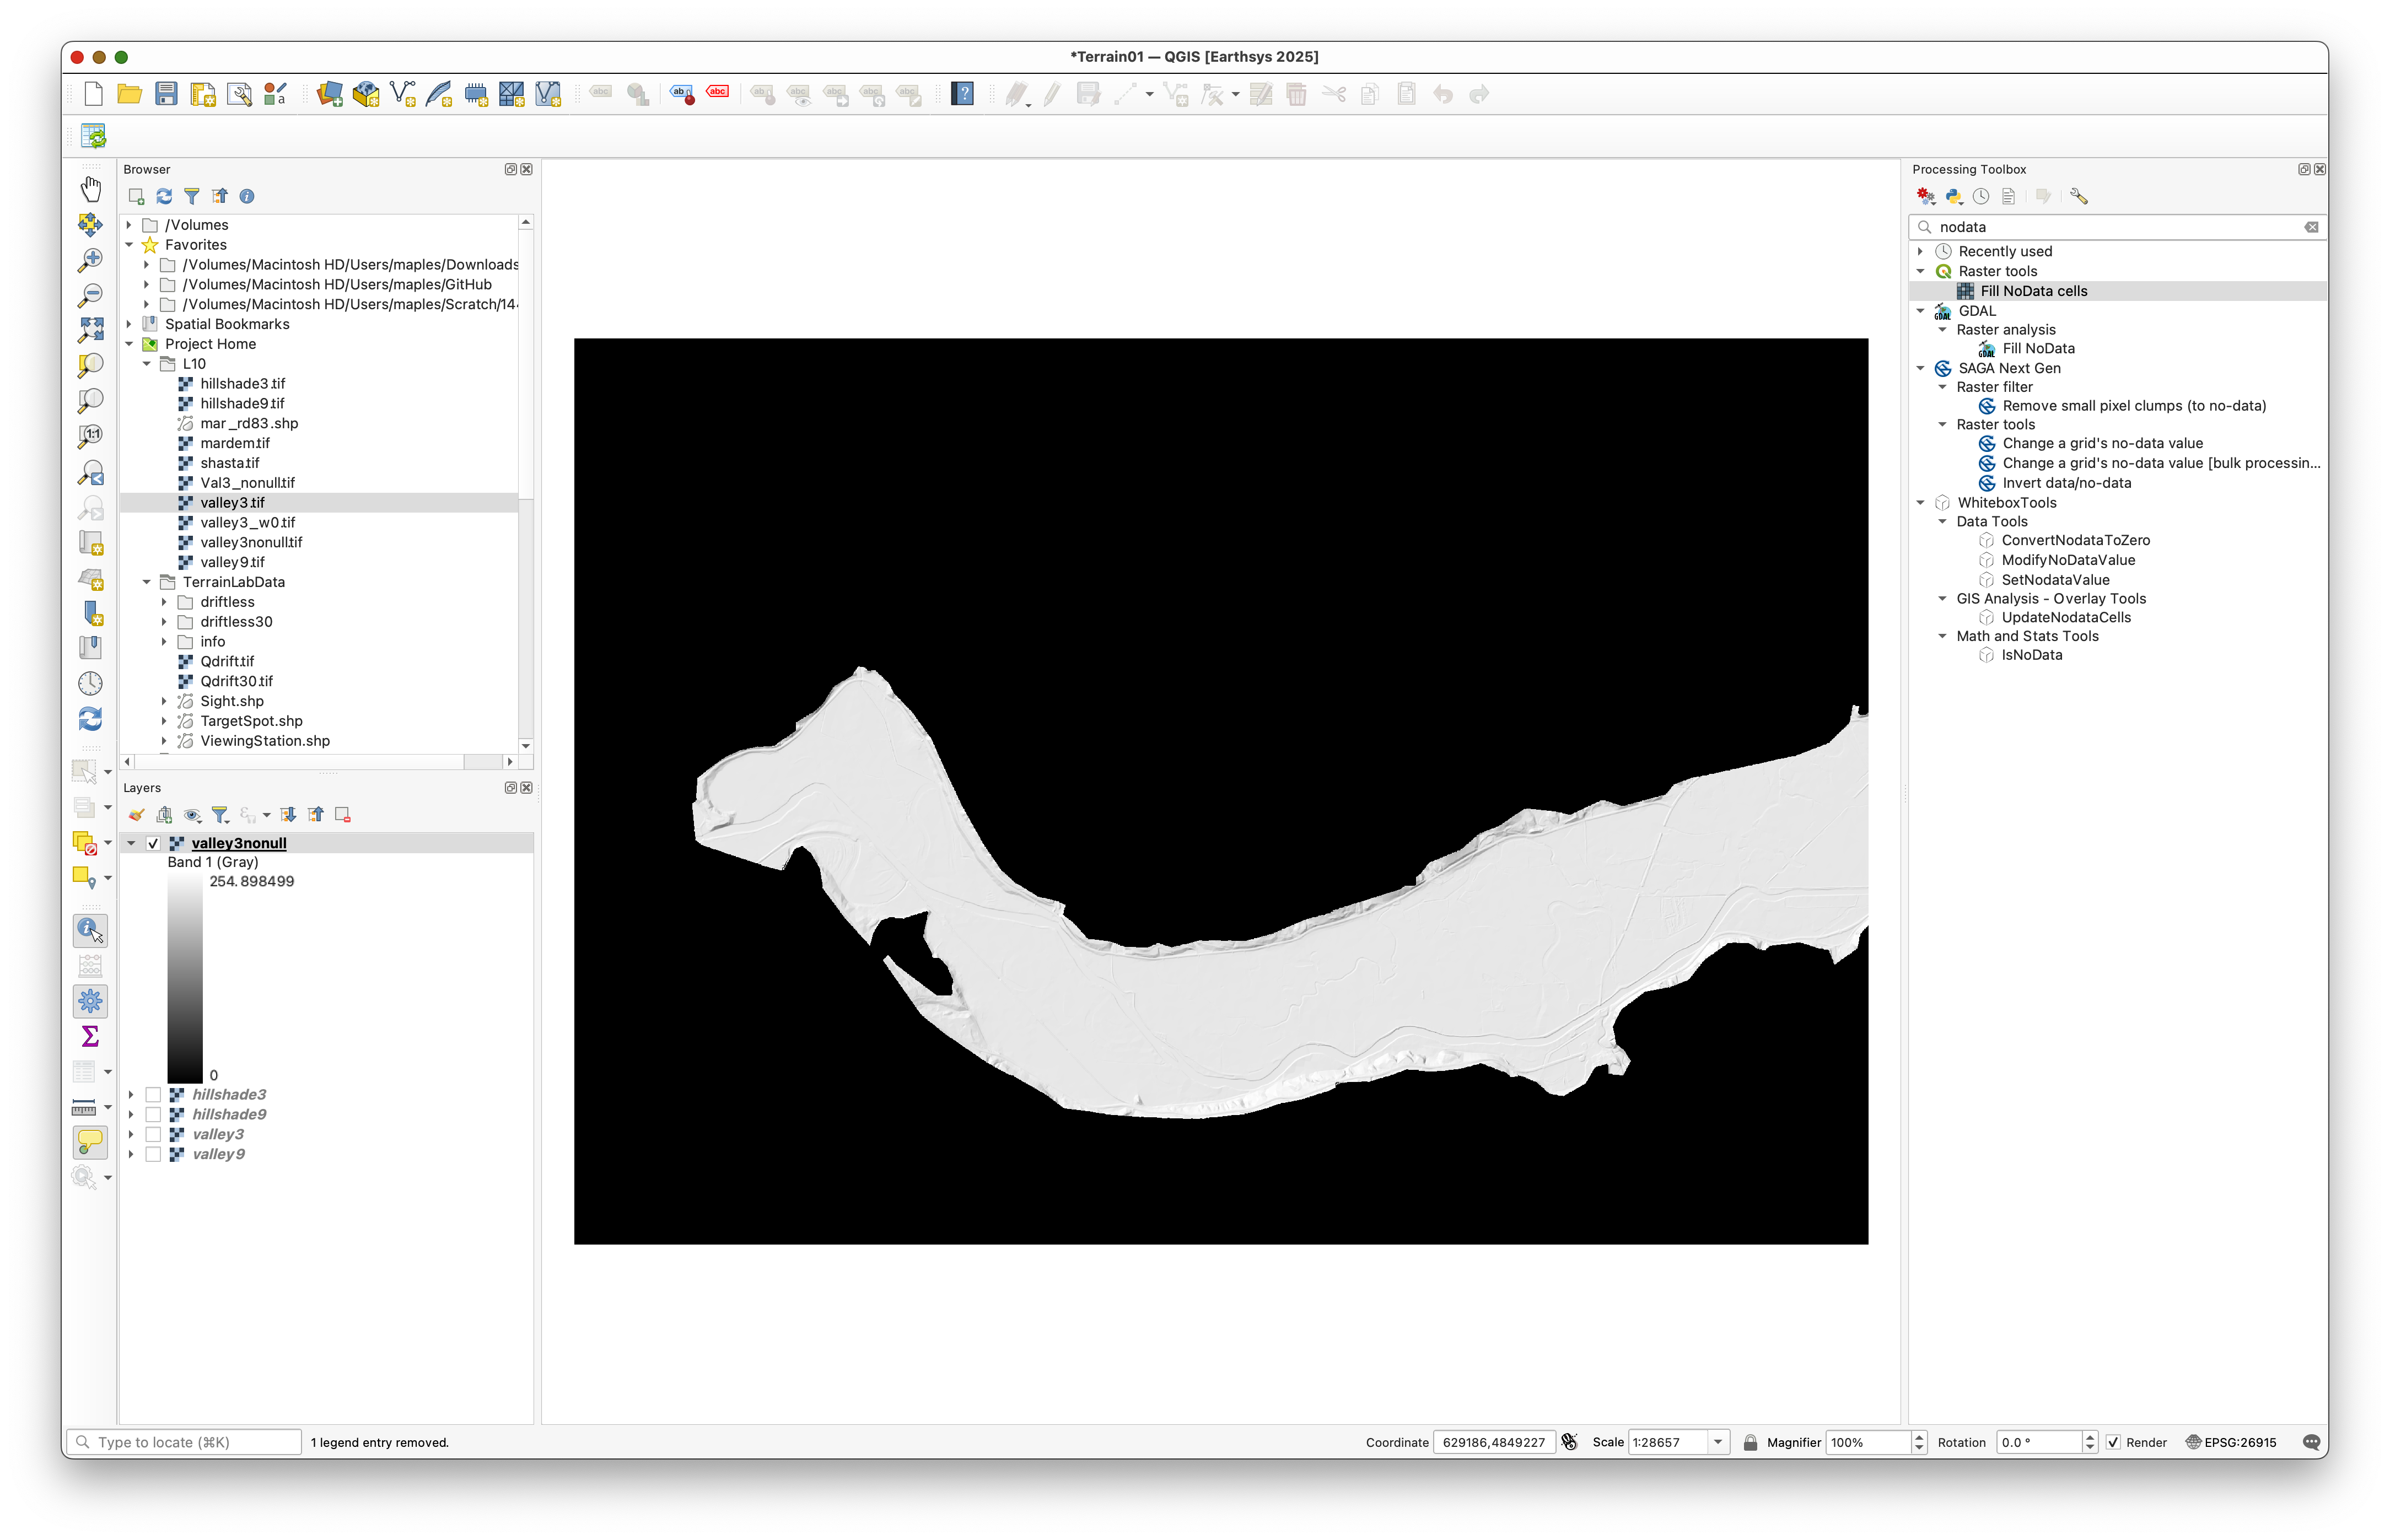 *Terrain01 — QGIS [Earthsys 2025]
Browser
/Volumes
Favorites
/Volumes/Macintosh HD/Users/maples/Downloads
/Volumes/Macintosh HD/Users/maples/GitHub
/Volumes/Macintosh HD/Users/maples/Scratch/14
Spatial Bookmarks
Project Home
L10
hillshade3.tif
hillshade9.tif
mar_rd83.shp
mardem.tif
shasta.tif
Val3_nonull.tif
valley3.tif
valley3_w0.tif
valley3nonull.tif
valley9.tif
TerrainLabData
driftless
driftless30
info
Qdrift.tif
Qdrift30.tif
Sight.shp
TargetSpot.shp
ViewingStation.shp
Layers
valley3nonull
Band 1 (Gray)
254.898499
0
hillshade3
hillshade9
valley3
valley9
Processing Toolbox
nodata
Recently used
Raster tools
Fill NoData cells
GDAL
Raster analysis
Fill NoData
SAGA Next Gen
Raster filter
Remove small pixel clumps (to no-data)
Raster tools
Change a grid's no-data value
Change a grid's no-data value [bulk processin...
Invert data/no-data
WhiteboxTools
Data Tools
ConvertNodataToZero
ModifyNoDataValue
SetNodataValue
GIS Analysis - Overlay Tools
UpdateNodataCells
Math and Stats Tools
IsNoData
Type to locate (⌘K) 1 legend entry removed. Coordinate 629186,4849227 Scale 1:28657 Magnifier 100% Rotation 0.0 ° Render EPSG:26915